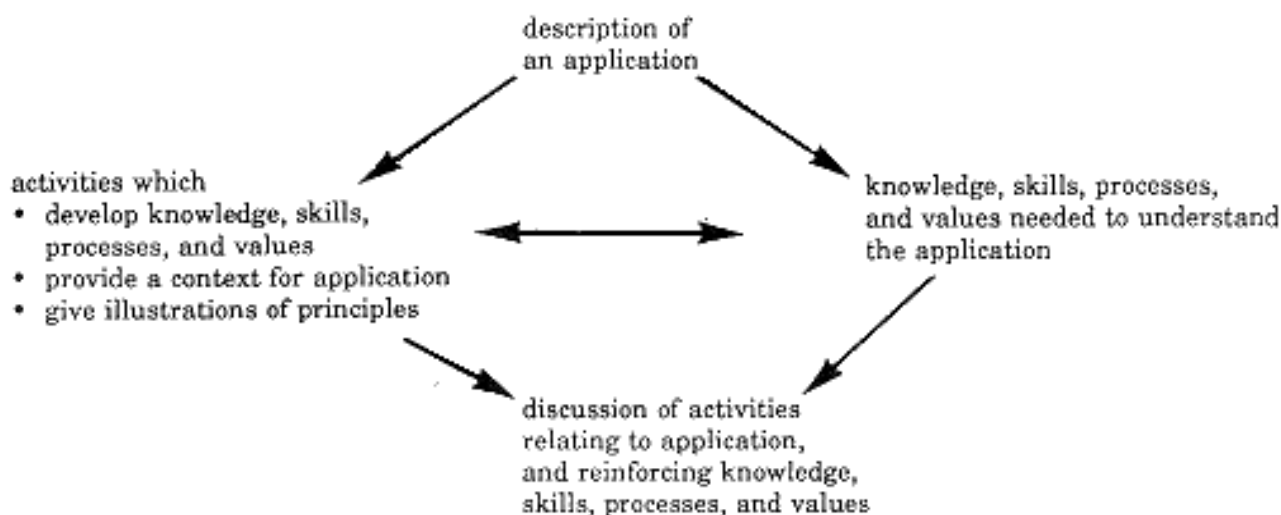 description of
an application
activities which
• develop knowledge, skills,
processes, and values
• provide a context for application
• give illustrations of principles
knowledge, skills, processes,
and values needed to understand
the application
discussion of activities
relating to application,
and reinforcing knowledge,
skills, processes, and values